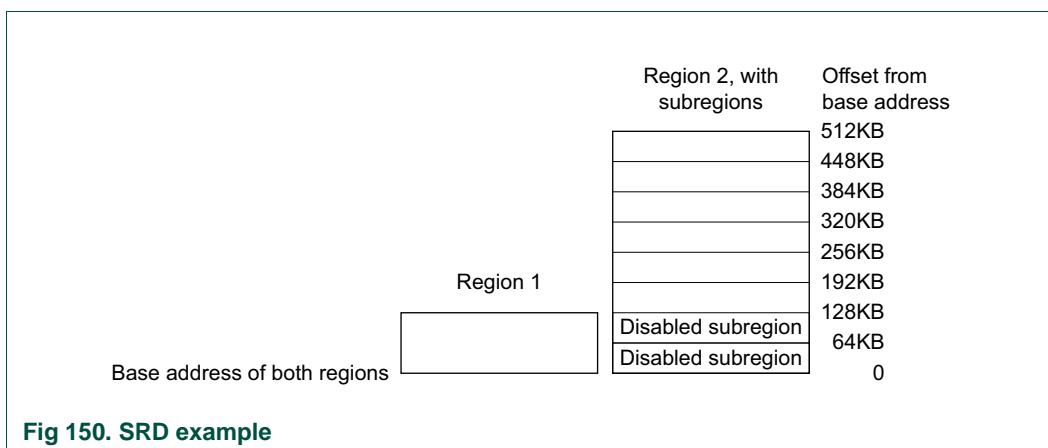 Region 2, with
subregions
Offset from
base address
512KB
448KB
384KB
320KB
256KB
Region 1
192KB
128KB
Disabled subregion
64KB
Disabled subregion
Base address of both regions
0
Fig 150. SRD example